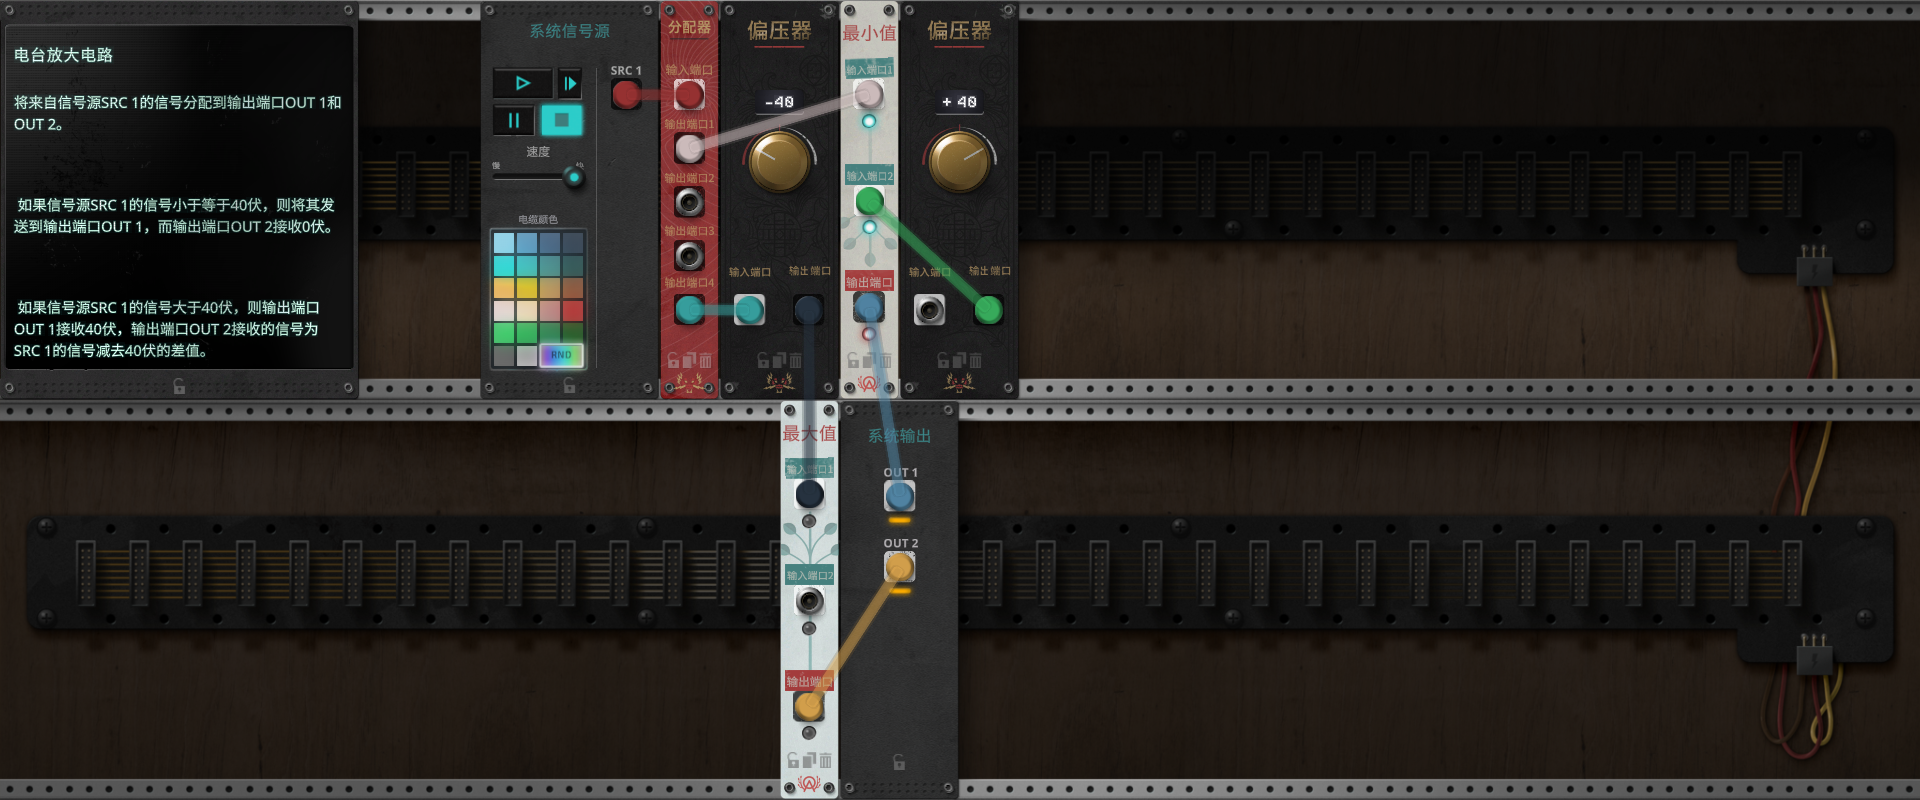 电台放大电路
将来自信号源SRC 1的信号分配到输出端口OUT 1和
OUT 2。
如果信号源SRC 1的信号小于等于40伏，则将其发
送到输出端口OUT 1，而输出端口OUT 2接收0伏。
如果信号源SRC 1的信号大于40伏，则输出端口
OUT 1接收40伏，输出端口OUT 2接收的信号为
SRC 1的信号减去40伏的差值。
系统信号源
SRC 1
速度
慢
快
电缆颜色
RND
分配器
输入端口
输出端口1
输出端口2
输出端口3
输出端口4
偏压器
-40
输入端口
输出端口
最小值
输入端口1
输入端口2
输出端口
偏压器
+ 40
输入端口
输出端口
最大值
输入端口1
输入端口2
输出端口
系统输出
OUT 1
OUT 2